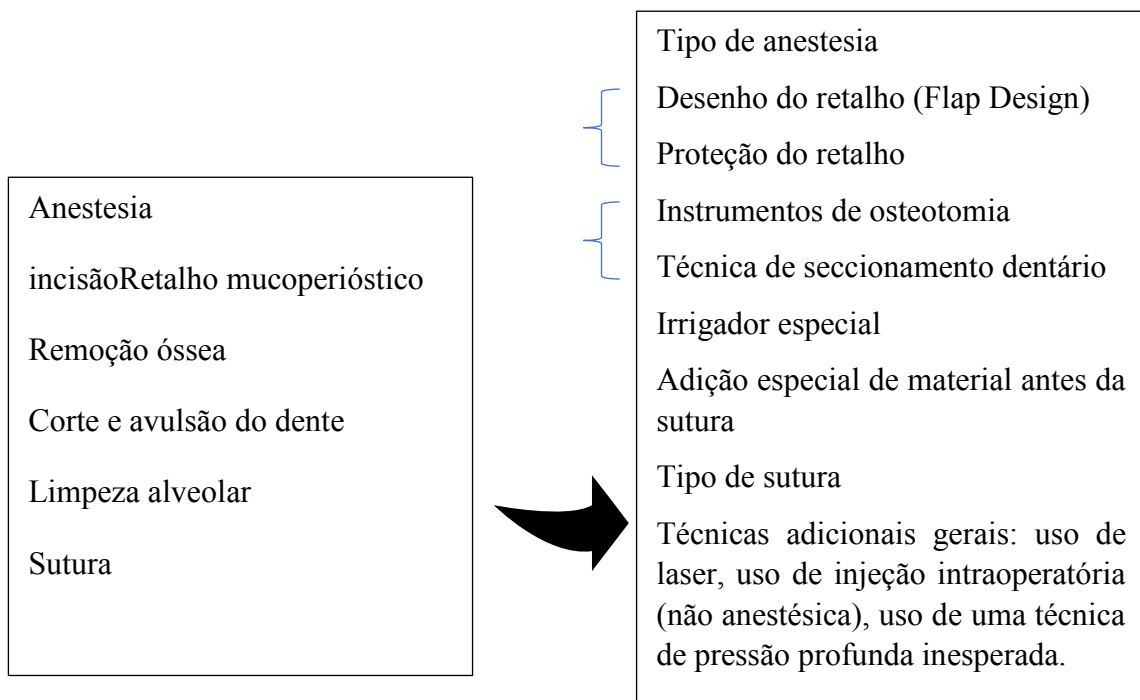 Anestesia
incisãoRetalho mucoperióstico
Remoção óssea
Corte e avulsão do dente
Limpeza alveolar
Sutura
Tipo de anestesia
Desenho do retalho (Flap Design)
Proteção do retalho
Instrumentos de osteotomia
Técnica de seccionamento dentário
Irrigador especial
Adição especial de material antes da
sutura
Tipo de sutura
Técnicas adicionais gerais: uso de
laser, uso de injeção intraoperatória
(não anestésica), uso de uma técnica
de pressão profunda inesperada.